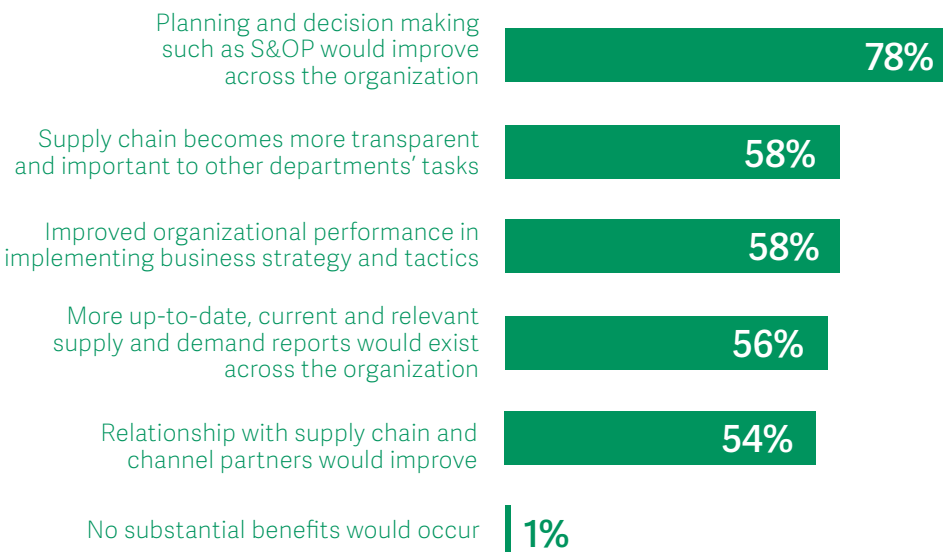 Planning and decision making
such as S&OP would improve
across the organization
78%
Supply chain becomes more transparent
and important to other departments’ tasks
58%
Improved organizational performance in
implementing business strategy and tactics
58%
More up-to-date, current and relevant
supply and demand reports would exist
across the organization
56%
Relationship with supply chain and
channel partners would improve
54%
No substantial benefits would occur
1%